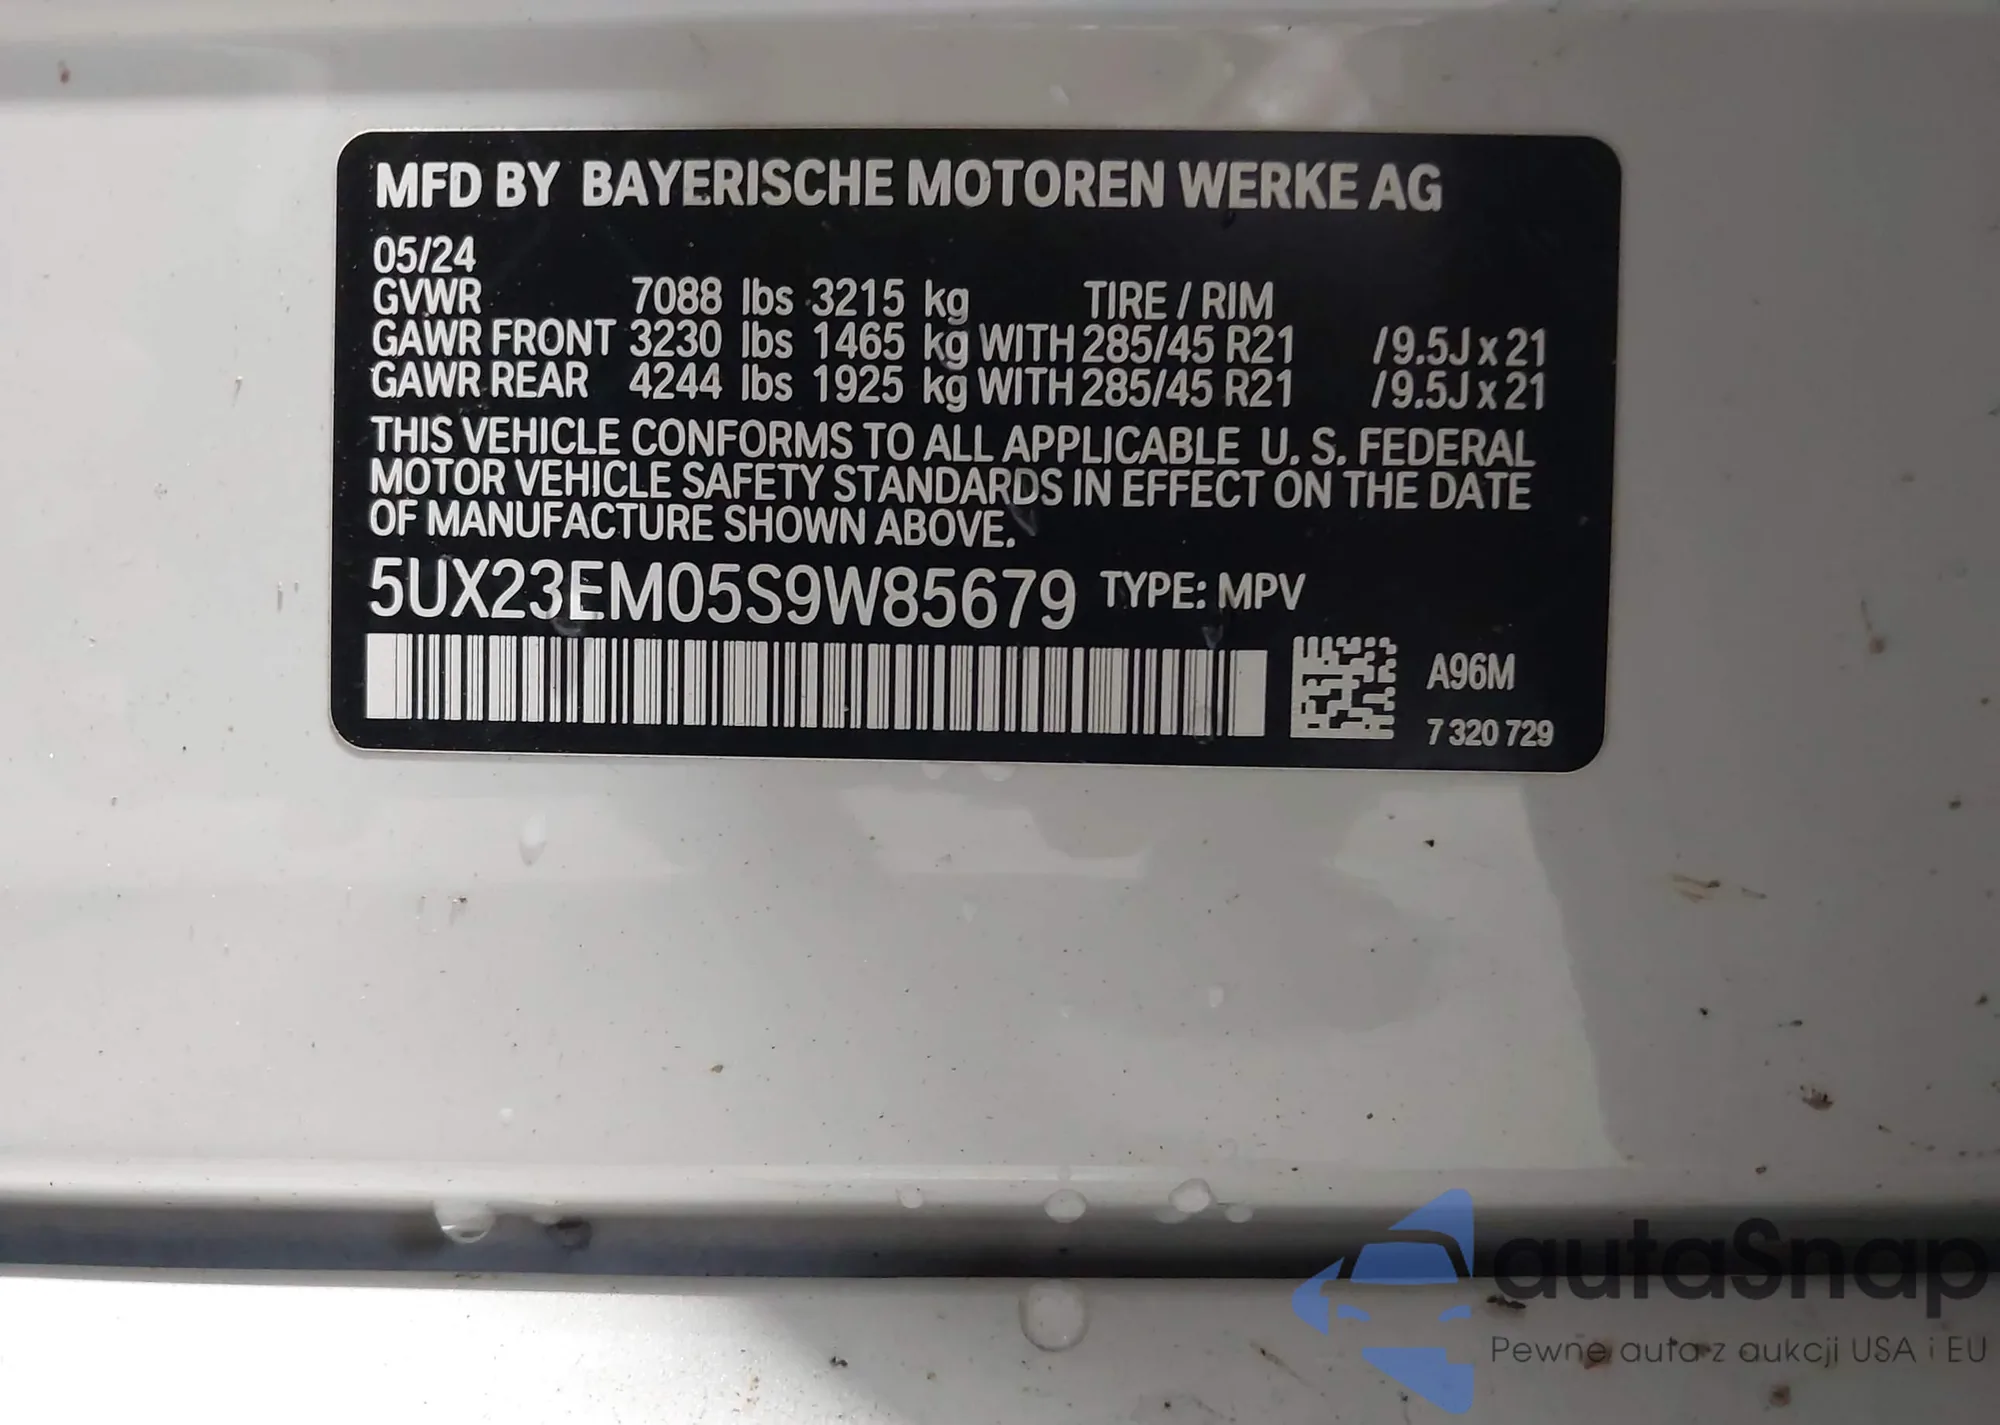 MFD BY BAYERISCHE MOTOREN WERKE AG
05/24
GVWR 7088 lbs 3215 kg TIRE / RIM
GAWR FRONT 3230 lbs 1465 kg WITH 285/45 R21 / 9.5J x 21
GAWR REAR 4244 lbs 1925 kg WITH 285/45 R21 / 9.5J x 21
THIS VEHICLE CONFORMS TO ALL APPLICABLE U. S. FEDERAL
MOTOR VEHICLE SAFETY STANDARDS IN EFFECT ON THE DATE
OF MANUFACTURE SHOWN ABOVE.
5UX23EM05S9W85679 TYPE: MPV
A96M
7 320 729
autaSnap
Pewne auta z aukcji USA i EU